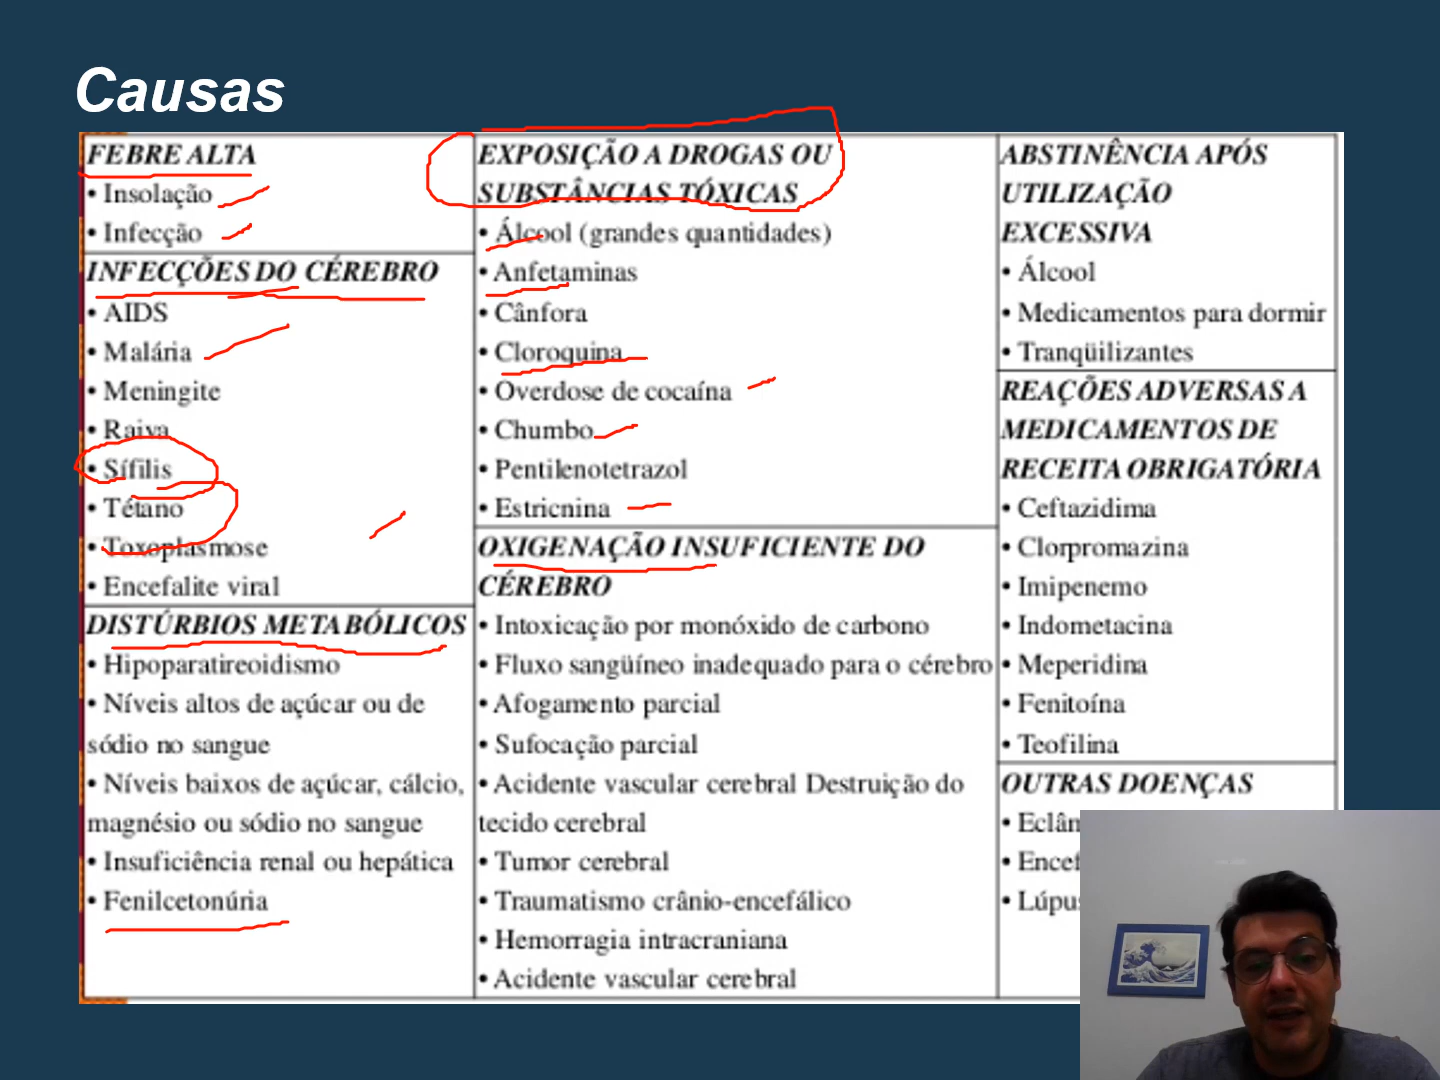 Causas
FEBRE ALTA
• Insolação
• Infecção
INFECÇÕES DO CÉREBRO
• AIDS
• Malária
• Meningite
• Raiva
• Sífilis
• Tétano
• Toxoplasmose
• Encefalite viral
DISTÚRBIOS METABÓLICOS
• Hipoparatireoidismo
• Níveis altos de açúcar ou de
sódio no sangue
• Níveis baixos de açúcar, cálcio,
magnésio ou sódio no sangue
• Insuficiência renal ou hepática
• Fenilcetonúria
EXPOSIÇÃO A DROGAS OU
SUBSTÂNCIAS TÓXICAS
• Álcool (grandes quantidades)
• Anfetaminas
• Cânfora
• Cloroquina
• Overdose de cocaína
• Chumbo
• Pentilenotetrazol
• Estricnina
OXIGENAÇÃO INSUFICIENTE DO
CÉREBRO
• Intoxicação por monóxido de carbono
• Fluxo sangüíneo inadequado para o cérebro
• Afogamento parcial
• Sufocação parcial
• Acidente vascular cerebral Destruição do
tecido cerebral
• Tumor cerebral
• Traumatismo crânio-encefálico
• Hemorragia intracraniana
• Acidente vascular cerebral
ABSTINÊNCIA APÓS
UTILIZAÇÃO
EXCESSIVA
• Álcool
• Medicamentos para dormir
• Tranqüilizantes
REAÇÕES ADVERSAS A
MEDICAMENTOS DE
RECEITA OBRIGATÓRIA
• Ceftazidima
• Clorpromazina
• Imipenemo
• Indometacina
• Meperidina
• Fenitoína
• Teofilina
OUTRAS DOENÇAS
• Eclân
• Encef
• Lúpus